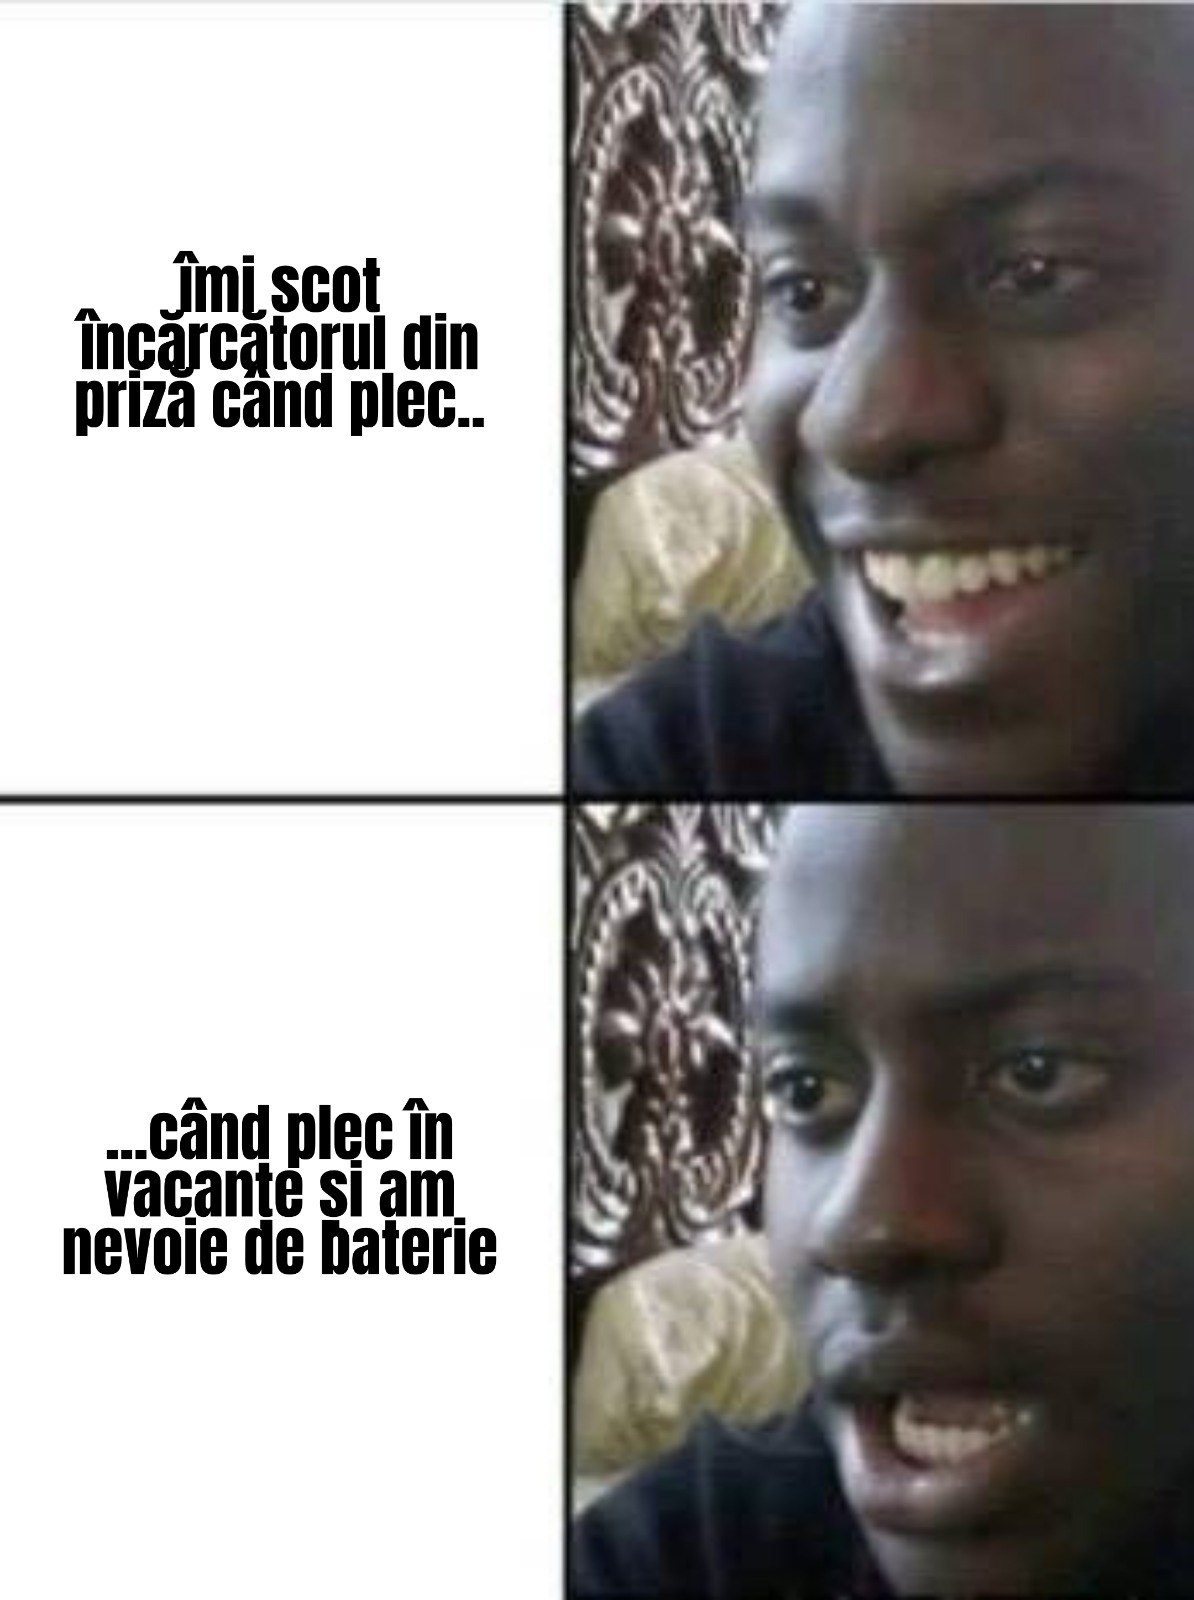 îmi scot
încărcătorul din
priză când plec..
...când plec în
vacanțe și am
nevoie de baterie